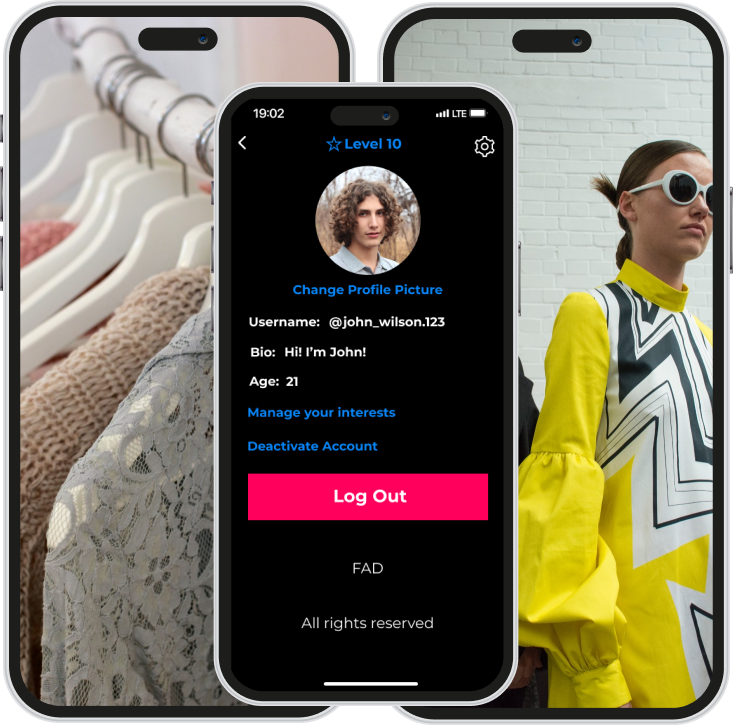 19:02
LTE
Level 10
Change Profile Picture
Username: @john_wilson.123
Bio: Hi! I'm John!
Age: 21
Manage your interests
Deactivate Account
Log Out
FAD
All rights reserved